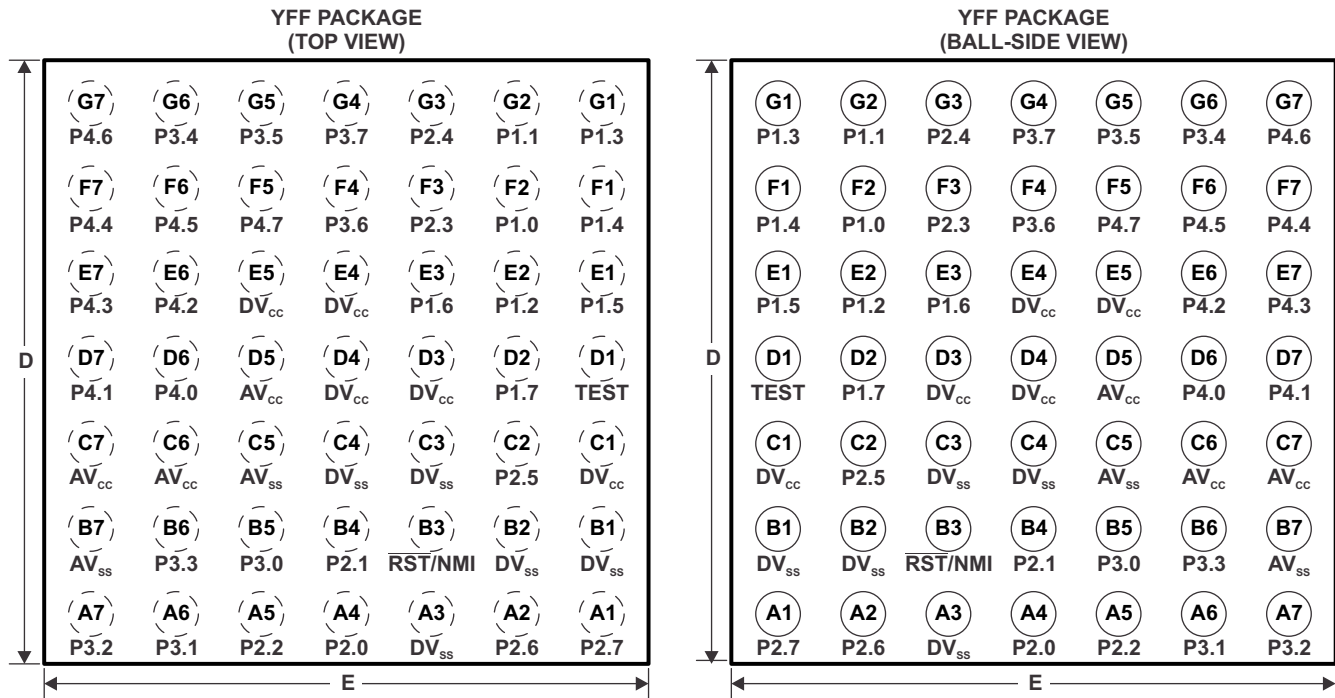 YFF PACKAGE
(TOP VIEW)
G7 G6 G5 G4 G3 G2 G1
P4.6 P3.4 P3.5 P3.7 P2.4 P1.1 P1.3
F7 F6 F5 F4 F3 F2 F1
P4.4 P4.5 P4.7 P3.6 P2.3 P1.0 P1.4
E7 E6 E5 E4 E3 E2 E1
P4.3 P4.2 DVcc DVcc P1.6 P1.2 P1.5
D
D7 D6 D5 D4 D3 D2 D1
P4.1 P4.0 AVcc DVcc DVcc P1.7 TEST
C7 C6 C5 C4 C3 C2 C1
AVcc AVcc AVss DVss DVss P2.5 DVcc
B7 B6 B5 B4 B3 B2 B1
AVss P3.3 P3.0 P2.1 RST/NMI DVss DVss
A7 A6 A5 A4 A3 A2 A1
P3.2 P3.1 P2.2 P2.0 DVss P2.6 P2.7
E
YFF PACKAGE
(BALL-SIDE VIEW)
G1 G2 G3 G4 G5 G6 G7
P1.3 P1.1 P2.4 P3.7 P3.5 P3.4 P4.6
F1 F2 F3 F4 F5 F6 F7
P1.4 P1.0 P2.3 P3.6 P4.7 P4.5 P4.4
E1 E2 E3 E4 E5 E6 E7
P1.5 P1.2 P1.6 DVcc DVcc P4.2 P4.3
D
D1 D2 D3 D4 D5 D6 D7
TEST P1.7 DVcc DVcc AVcc P4.0 P4.1
C1 C2 C3 C4 C5 C6 C7
DVcc P2.5 DVss DVss AVss AVcc AVcc
B1 B2 B3 B4 B5 B6 B7
DVss DVss RST/NMI P2.1 P3.0 P3.3 AVss
A1 A2 A3 A4 A5 A6 A7
P2.7 P2.6 DVss P2.0 P2.2 P3.1 P3.2
E